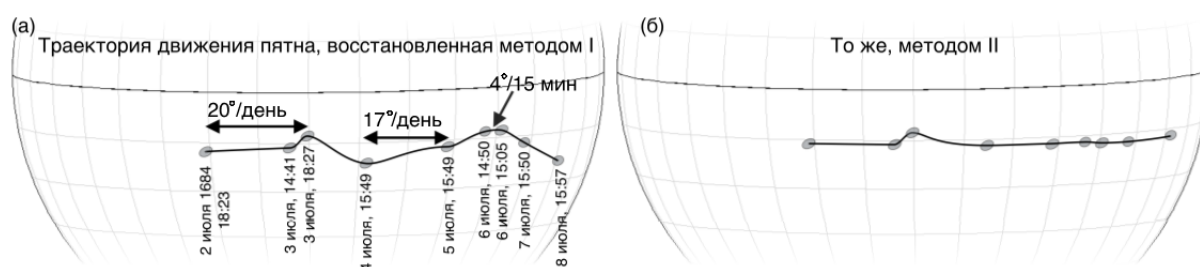 (а)
Траектория движения пятна, восстановленная методом I
4°/15 мин
20°/день
17°/день
2 июля 1684
18:23
3 июля, 14:41
3 июля, 18:27
4 июля, 15:49
5 июля, 15:49
6 июля, 14:50
6 июля, 15:05
7 июля, 15:50
8 июля, 15:57
(б)
То же, методом II